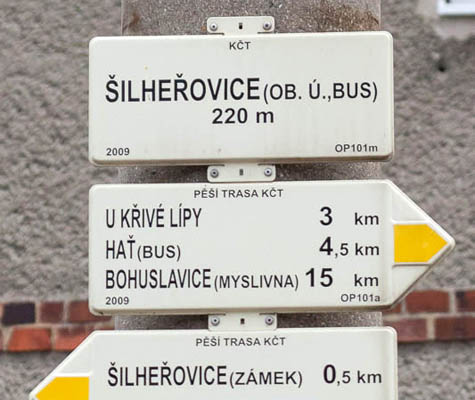 KČT
ŠILHEŘOVICE (OB. Ú.,BUS)
220 m
2009 OP101m
PĚŠÍ TRASA KČT
U KŘIVÉ LÍPY 3 km
HAŤ (BUS) 4,5 km
BOHUSLAVICE (MYSLIVNA) 15 km
2009 OP101a
PĚŠÍ TRASA KČT
ŠILHEŘOVICE (ZÁMEK) 0,5 km